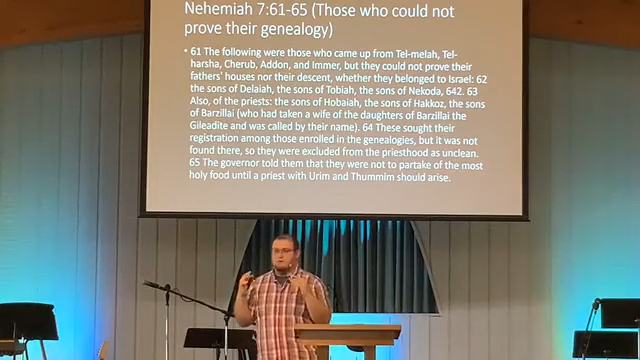 Nehemiah 7:61-65 (Those who could not
prove their genealogy)
• 61 The following were those who came up from Tel-melah, Tel-
harsha, Cherub, Addon, and Immer, but they could not prove their
fathers' houses nor their descent, whether they belonged to Israel: 62
the sons of Delaiah, the sons of Tobiah, the sons of Nekoda, 642. 63
Also, of the priests: the sons of Hobaiah, the sons of Hakkoz, the sons
of Barzillai (who had taken a wife of the daughters of Barzillai the
Gileadite and was called by their name). 64 These sought their
registration among those enrolled in the genealogies, but it was not
found there, so they were excluded from the priesthood as unclean.
65 The governor told them that they were not to partake of the most
holy food until a priest with Urim and Thummim should arise.